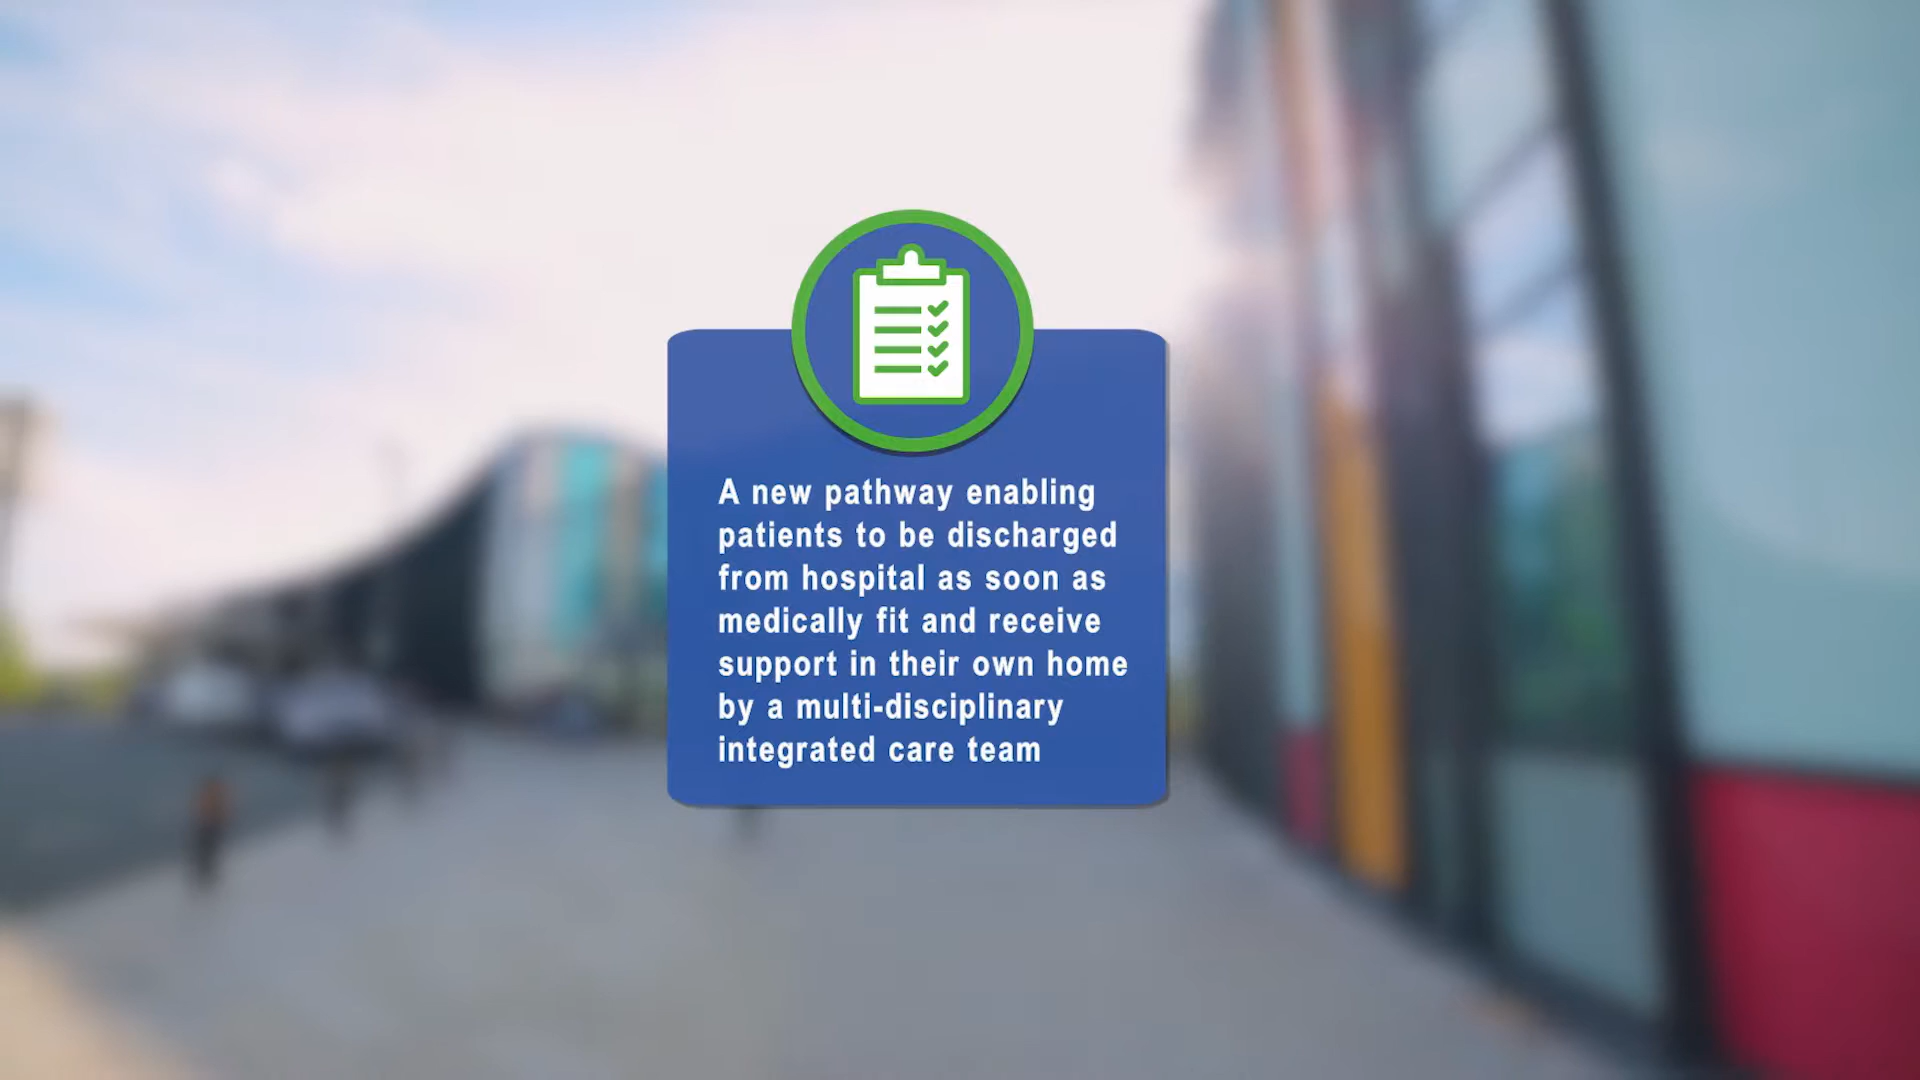 A new pathway enabling
patients to be discharged
from hospital as soon as
medically fit and receive
support in their own home
by a multi-disciplinary
integrated care team